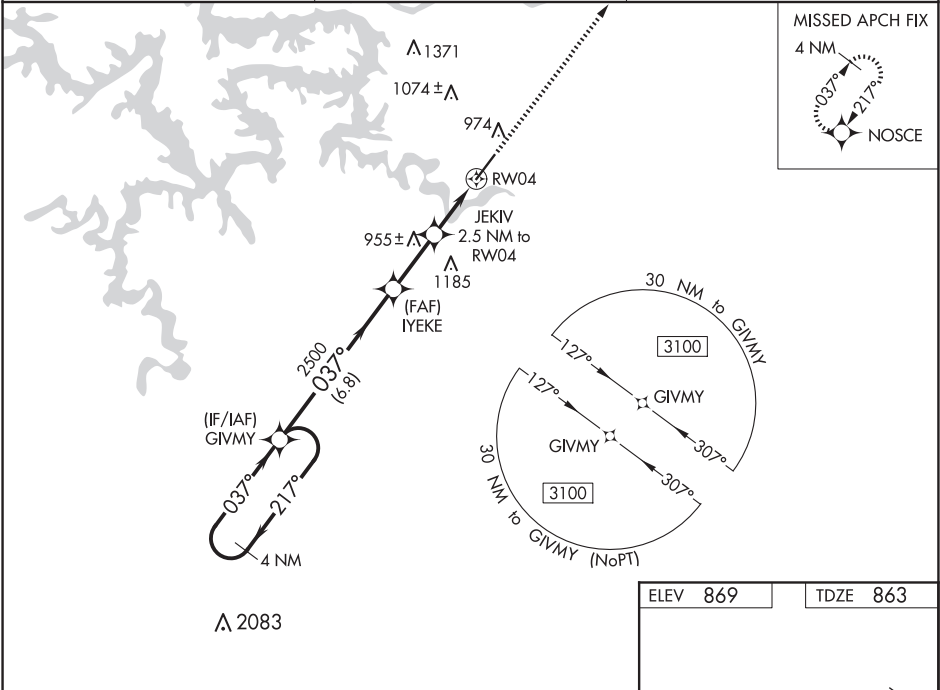 MISSED APCH FIX
4 NM
037°
217°
NOSCE
1371
1074 ±
974
RW04
JEKIV
2.5 NM to
RW04
955 ±
1185
(FAF)
IYEKE
2500
037°
(6.8)
(IF/IAF)
GIVMY
037°
217°
4 NM
2083
30 NM to GIVMY
3100
127°
GIVMY
307°
127°
GIVMY
307°
3100
30 NM to GIVMY (NoPT)
ELEV 869
TDZE 863